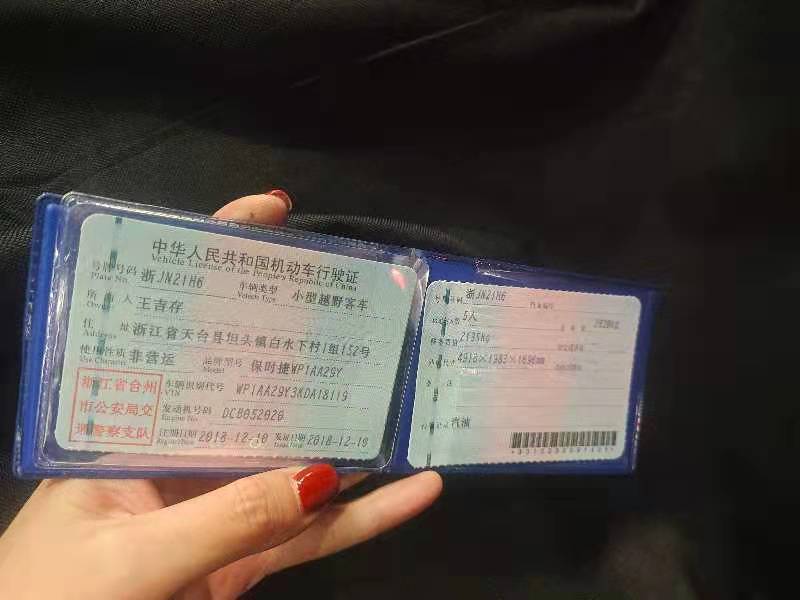 中华人民共和国机动车行驶证
Vehicle License of the People's Republic of China
号牌号码 浙JN21H6 车辆类型 小型越野客车
Plate No. Vehicle Type
所有人 王吉存
Owner
住址 浙江省天台县坦头镇白水下村1组152号
Address
使用性质 非营运 品牌型号 保时捷WP1AA29Y
Use Character Model
浙江省台州
市公安局交
通警察支队
车辆识别代号 WP1AA29Y3KDA18119
VIN
发动机号码 DCB052020
Engine No.
注册日期 2018-12-10 发证日期 2018-12-10
Register Date Issue Date
号牌号码 浙JN21H6
5人
2135kg
4918×1983×1696mm
汽油